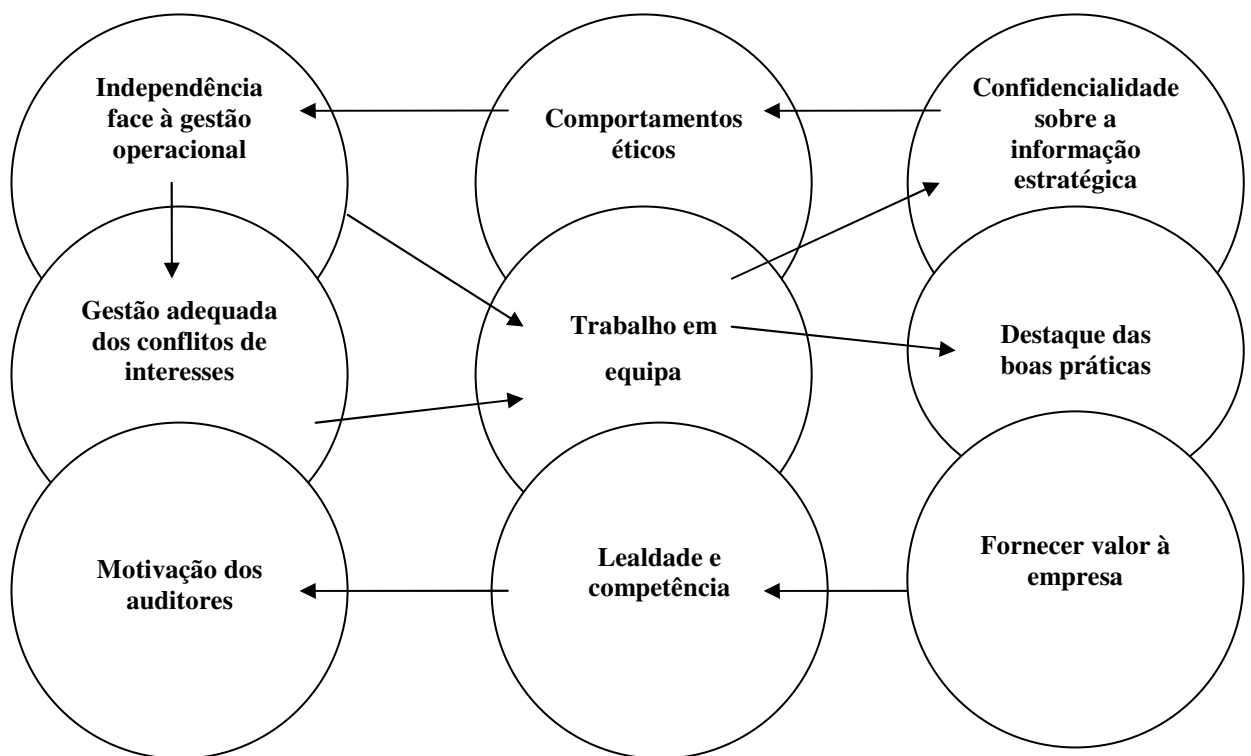 Independência
face à gestão
operacional
Comportamentos
éticos
Confidencialidade
sobre a
informação
estratégica
Gestão adequada
dos conflitos de
interesses
Trabalho em
equipa
Destaque das
boas práticas
Motivação dos
auditores
Lealdade e
competência
Fornecer valor à
empresa